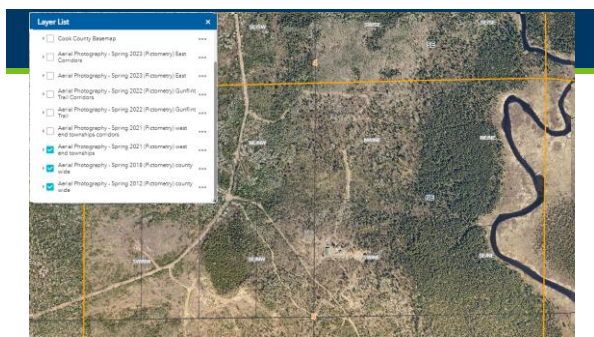 Layer List
Cook County Basemap
Aerial Photography - Spring 2023 (Pictometry) East
Corridors
Aerial Photography - Spring 2023 (Pictometry) East
Aerial Photography - Spring 2022 (Pictometry) Gunflint
Trail Corridors
Aerial Photography - Spring 2022 (Pictometry) Gunflint
Trail
Aerial Photography - Spring 2021 (Pictometry) west
end townships corridors
Aerial Photography - Spring 2021 (Pictometry) west
end townships
Aerial Photography - Spring 2016 (Pictometry) county
wide
Aerial Photography - Spring 2012 (Pictometry) county
wide
SENW
SENW